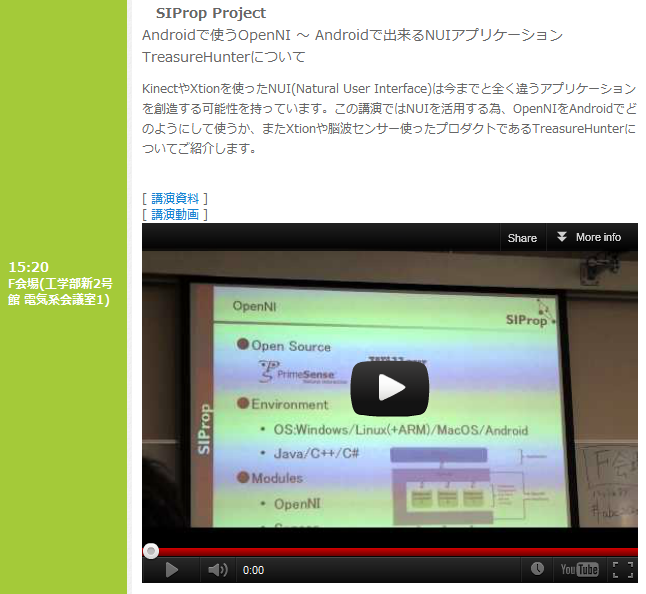 SIProp Project
Androidで使うOpenNI ～ Androidで出来るNUIアプリケーション
TreasureHunterについて
KinectやXtionを使ったNUI(Natural User Interface)は今までと全く違うアプリケーション
を創造する可能性を持っています。この講演ではNUIを活用する為、OpenNIをAndroidでど
のようにして使うか、またXtionや脳波センサー使ったプロダクトであるTreasureHunterに
ついてご紹介します。
[ 講演資料 ]
[ 講演動画 ]
15:20
F会場(工学部新2号
館 電気系会議室1)
Share
More info
OpenNI
SIProp
Open Source
PrimeSense
Environment
• OS:Windows/Linux(+ARM)/MacOS/Android
• Java/C++/C#
Modules
• OpenNI
SIProp
0:00
YouTube